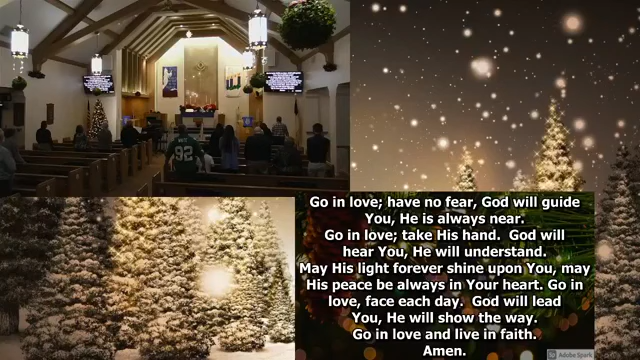 92
Go in love; have no fear, God will guide
You, He is always near.
Go in love; take His hand.  God will
hear You, He will understand.
May His light forever shine upon You, may
His peace be always in Your heart. Go in
love, face each day.  God will lead
You, He will show the way.
Go in love and live in faith.
Amen.
Adobe Spark